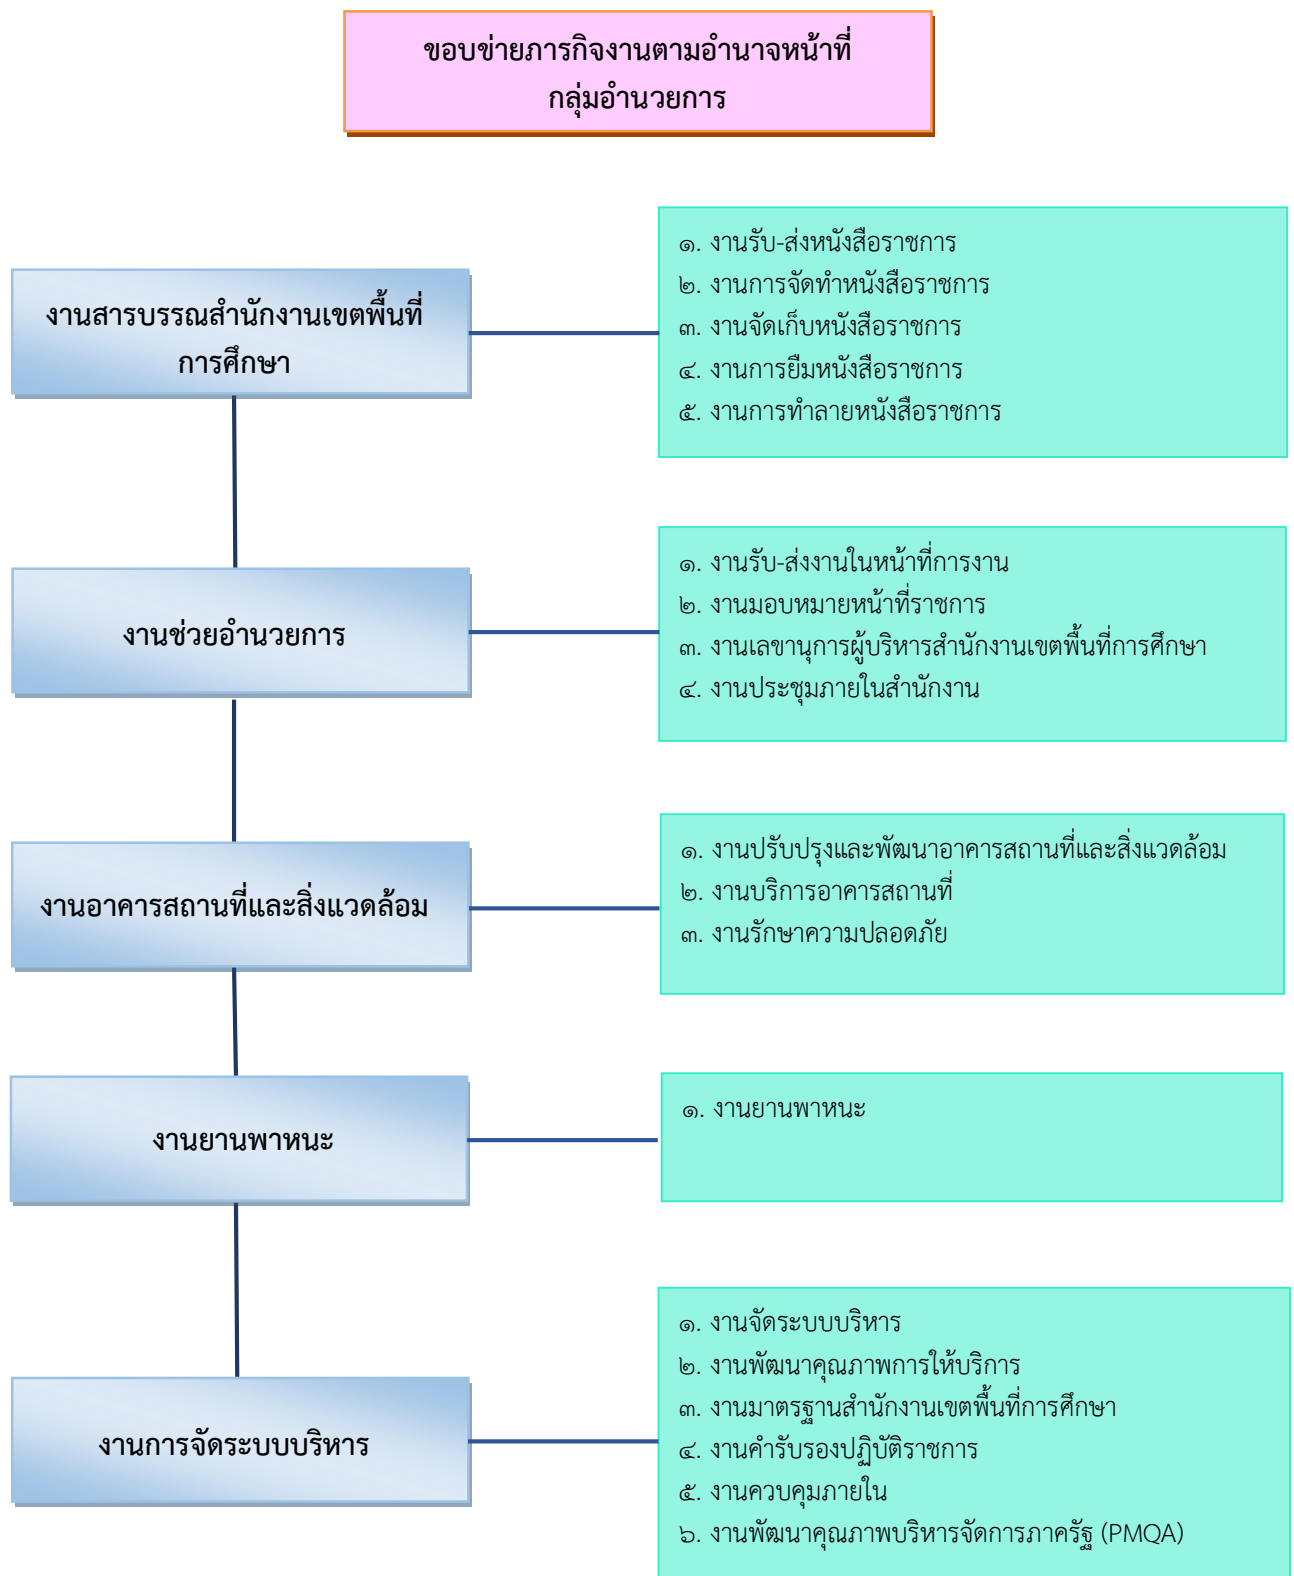 ขอบข่ายภารกิจงานตามอำนาจหน้าที่
กลุ่มอำนวยการ
งานสารบรรณสำนักงานเขตพื้นที่
การศึกษา
๑. งานรับ-ส่งหนังสือราชการ
๒. งานการจัดทำหนังสือราชการ
๓. งานจัดเก็บหนังสือราชการ
๔. งานการยืมหนังสือราชการ
๕. งานการทำลายหนังสือราชการ
งานช่วยอำนวยการ
๑. งานรับ-ส่งงานในหน้าที่การงาน
๒. งานมอบหมายหน้าที่ราชการ
๓. งานเลขานุการผู้บริหารสำนักงานเขตพื้นที่การศึกษา
๔. งานประชุมภายในสำนักงาน
งานอาคารสถานที่และสิ่งแวดล้อม
๑. งานปรับปรุงและพัฒนาอาคารสถานที่และสิ่งแวดล้อม
๒. งานบริการอาคารสถานที่
๓. งานรักษาความปลอดภัย
งานยานพาหนะ
๑. งานยานพาหนะ
งานการจัดระบบบริหาร
๑. งานจัดระบบบริหาร
๒. งานพัฒนาคุณภาพการให้บริการ
๓. งานมาตรฐานสำนักงานเขตพื้นที่การศึกษา
๔. งานคำรับรองปฏิบัติราชการ
๕. งานควบคุมภายใน
๖. งานพัฒนาคุณภาพบริหารจัดการภาครัฐ (PMQA)